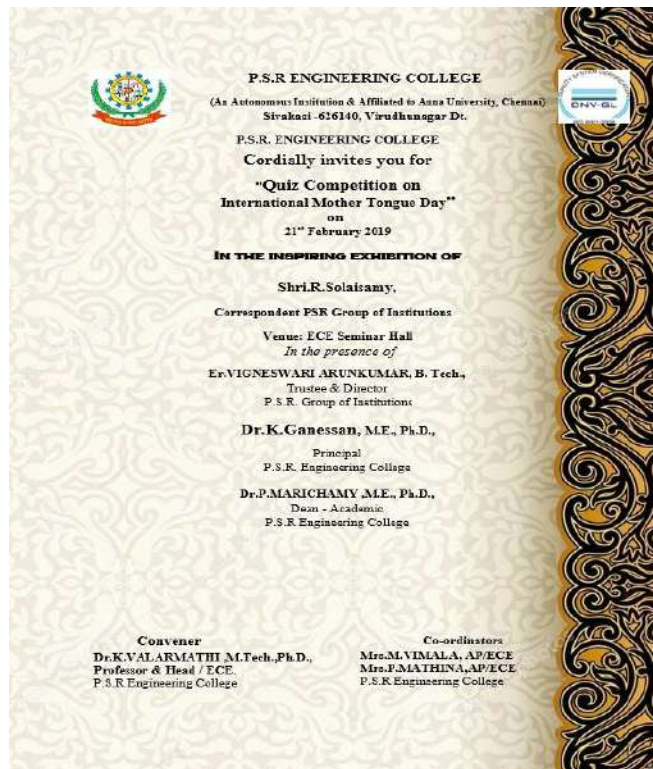 P.S.R ENGINEERING COLLEGE
(An Autonomous Institution & Affiliated to Anna University, Chennai)
Sivakasi -626140, Virudhunagar Dt.
P.S.R. ENGINEERING COLLEGE
Cordially invites you for
"Quiz Competition on
International Mother Tongue Day"
on
21st February 2019
IN THE INSPIRING EXHIBITION OF
Shri.R.Solaisamy,
Correspondent PSR Group of Institutions
Venue: ECE Seminar Hall
In the presence of
Er.VIGNESWARI ARUNKUMAR, B. Tech.,
Trustee & Director
P.S.R. Group of Institutions
Dr.K.Ganessan, M.E., Ph.D.,
Principal
P.S.R. Engineering College
Dr.P.MARICHAMY ,M.E., Ph.D.,
Dean - Academic
P.S.R Engineering College
Convener
Dr.K.VALARMATHI ,M.Tech.,Ph.D.,
Professor & Head / ECE.
P.S.R Engineering College
Co-ordinators
Mrs.M.VIMALA, AP/ECE
Mrs.P.MATHINA,AP/ECE
P.S.R Engineering College
DNV-GL